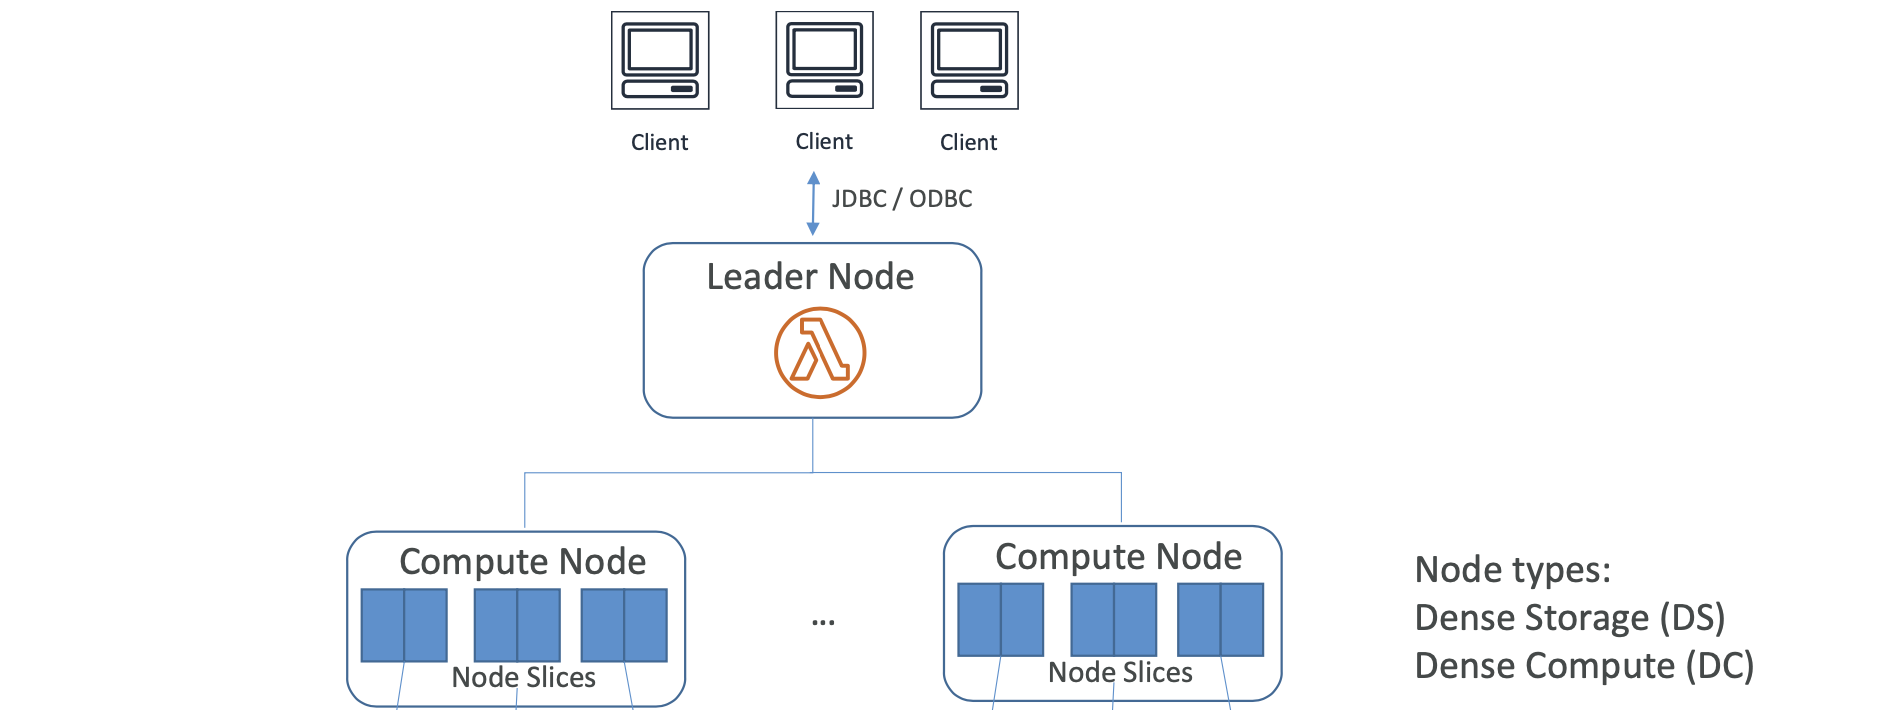 Client
Client
Client
JDBC / ODBC
Leader Node
Compute Node
Node Slices
...
Compute Node
Node Slices
Node types:
Dense Storage (DS)
Dense Compute (DC)